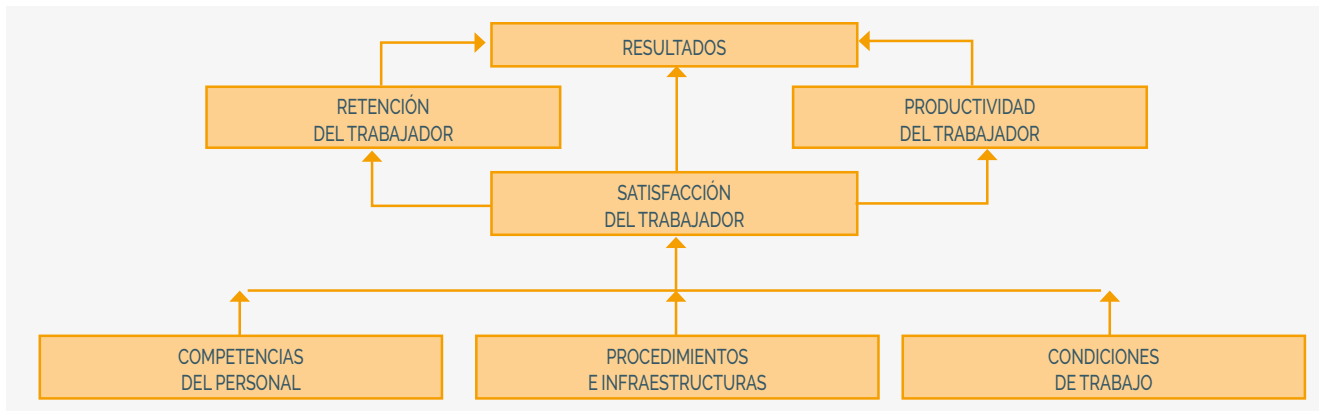 RESULTADOS
RETENCIÓN
DEL TRABAJADOR
PRODUCTIVIDAD
DEL TRABAJADOR
SATISFACCIÓN
DEL TRABAJADOR
COMPETENCIAS
DEL PERSONAL
PROCEDIMIENTOS
E INFRAESTRUCTURAS
CONDICIONES
DE TRABAJO